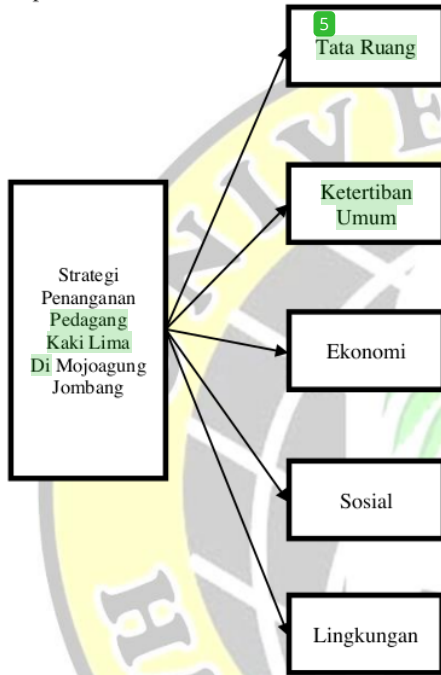 5
Tata Ruang
Ketertiban
Umum
Strategi
Penanganan
Pedagang
Kaki Lima
Di Mojoagung
Jombang
Ekonomi
Sosial
Lingkungan